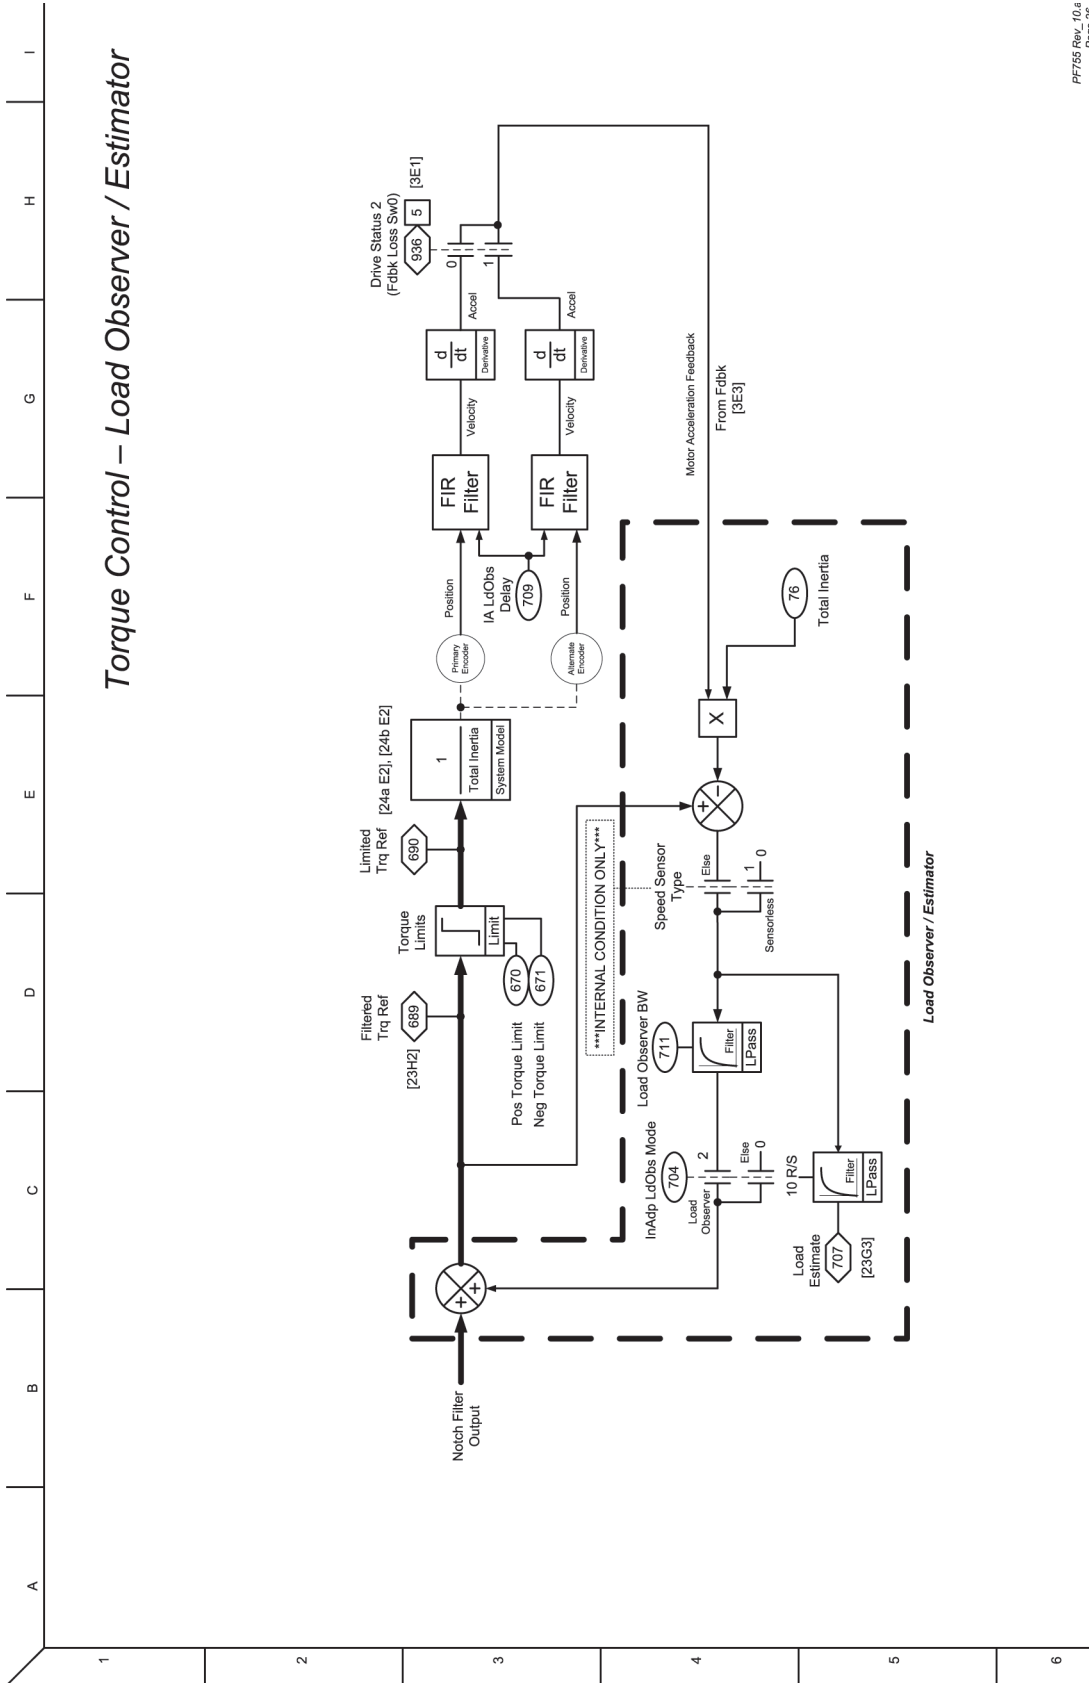 Torque Control – Load Observer / Estimator
A
B
C
D
E
F
G
H
I
1
2
3
4
5
6
Notch Filter
Output
+
+
Filtered
Trq Ref
689
[23H2]
Torque
Limits
Limit
670
671
Pos Torque Limit
Neg Torque Limit
Limited
Trq Ref
690
[24a E2], [24b E2]
1
Total Inertia
System Model
Primary
Encoder
Position
Alternate
Encoder
Position
IA LdObs
Delay
709
FIR
Filter
Velocity
FIR
Filter
Velocity
d
dt
Derivative
Accel
d
dt
Derivative
Accel
Drive Status 2
(Fdbk Loss Sw0)
936
5
[3E1]
0
1
Motor Acceleration Feedback
From Fdbk
[3E3]
76
Total Inertia
X
+
−
***INTERNAL CONDITION ONLY***
Speed Sensor
Type
Else
1
0
Sensorless
Load Observer BW
711
Filter
LPass
InAdp LdObs Mode
704
2
Load
Observer
Else
0
10 R/S
Filter
LPass
Load
Estimate
707
[23G3]
Load Observer / Estimator
PF755 Rev_10.a